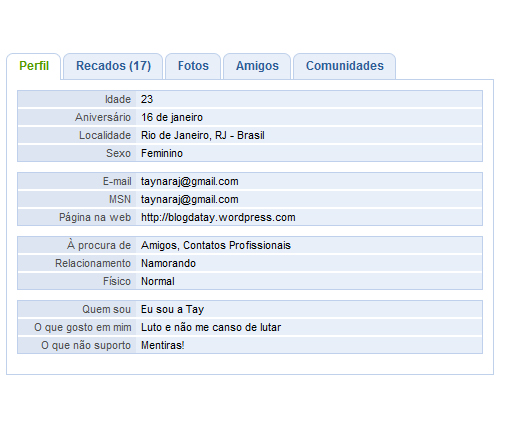 Perfil Recados (17) Fotos Amigos Comunidades
Idade 23
Aniversário 16 de janeiro
Localidade Rio de Janeiro, RJ - Brasil
Sexo Feminino
E-mail taynaraj@gmail.com
MSN taynaraj@gmail.com
Página na web http://blogdatay.wordpress.com
À procura de Amigos, Contatos Profissionais
Relacionamento Namorando
Físico Normal
Quem sou Eu sou a Tay
O que gosto em mim Luto e não me canso de lutar
O que não suporto Mentiras!